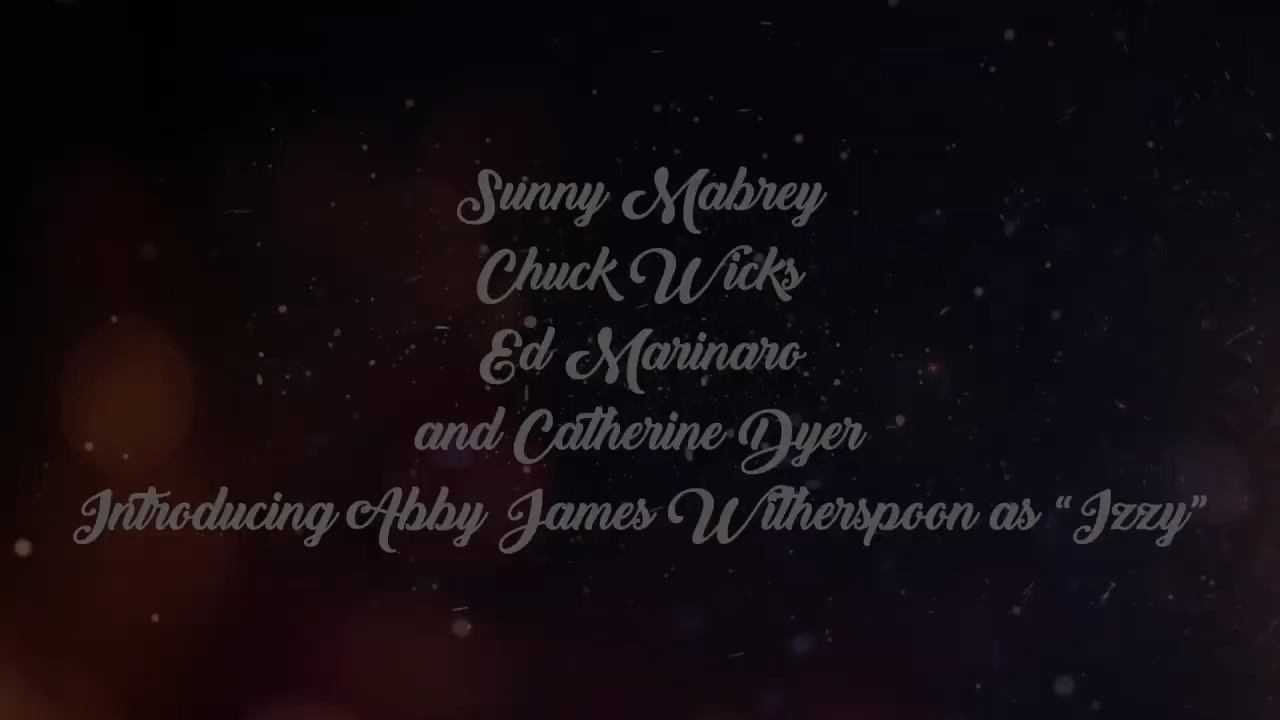 Sunny Mabrey
Chuck Wicks
Ed Marinaro
and Catherine Dyer
Introducing Abby James Witherspoon as “Izzy”